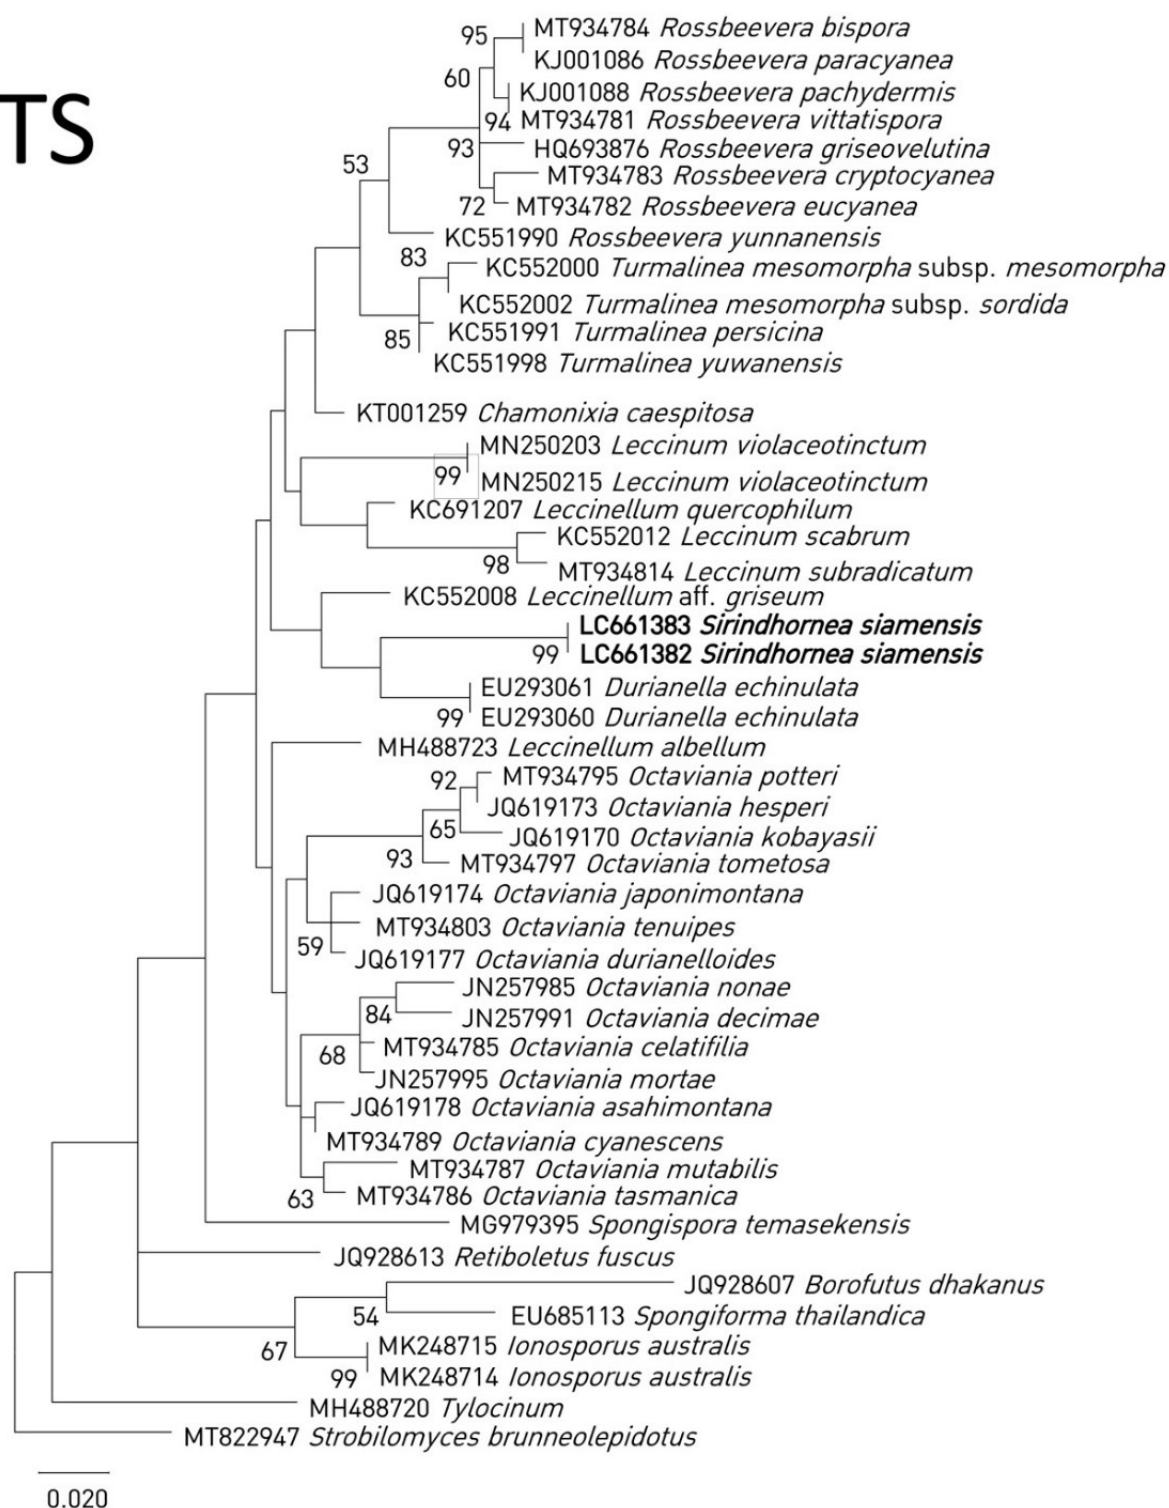 95 MT934784 Rossbeevera bispora
KJ001086 Rossbeevera paracyanea
60
KJ001088 Rossbeevera pachydermis
TS
94 MT934781 Rossbeevera vittatispora
93 HQ693876 Rossbeevera griseovelutina
53 MT934783 Rossbeevera cryptocyanea
72 MT934782 Rossbeevera eucyanea
KC551990 Rossbeevera yunnanensis
83
KC552000 Turmalinea mesomorpha subsp. mesomorpha
KC552002 Turmalinea mesomorpha subsp. sordida
85 KC551991 Turmalinea persicina
KC551998 Turmalinea yuwanensis
KT001259 Chamonixia caespitosa
MN250203 Leccinum violaceotinctum
99 MN250215 Leccinum violaceotinctum
KC691207 Leccinellum quercophilum
KC552012 Leccinum scabrum
98 MT934814 Leccinum subradicatum
KC552008 Leccinellum aff. griseum
LC661383 Sirindhornea siamensis
99 LC661382 Sirindhornea siamensis
EU293061 Durianella echinulata
99 EU293060 Durianella echinulata
MH488723 Leccinellum albellum
92 MT934795 Octaviania potteri
JQ619173 Octaviania hesperi
65 JQ619170 Octaviania kobayasii
93 MT934797 Octaviania tometosa
JQ619174 Octaviania japonimontana
MT934803 Octaviania tenuipes
59 JQ619177 Octaviania durianelloides
JN257985 Octaviania nonae
84 JN257991 Octaviania decimae
68 MT934785 Octaviania celatifilia
JN257995 Octaviania mortae
JQ619178 Octaviania asahimontana
MT934789 Octaviania cyanescens
MT934787 Octaviania mutabilis
63 MT934786 Octaviania tasmanica
MG979395 Spongispora temasekensis
JQ928613 Retiboletus fuscus
JQ928607 Borofutus dhakanus
54 EU685113 Spongiforma thailandica
67 MK248715 Ionosporus australis
99 MK248714 Ionosporus australis
MH488720 Tylocinum
MT822947 Strobilomyces brunneolepidotus
0.020